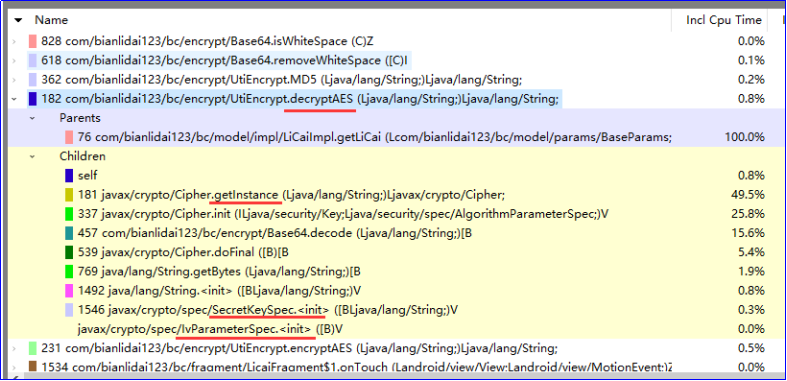 Name Incl Cpu Time
828 com/bianlidai123/bc/encrypt/Base64.isWhiteSpace (C)Z 0.0%
618 com/bianlidai123/bc/encrypt/Base64.removeWhiteSpace ([C)I 0.1%
362 com/bianlidai123/bc/encrypt/UtiEncrypt.MD5 (Ljava/lang/String;)Ljava/lang/String; 0.2%
182 com/bianlidai123/bc/encrypt/UtiEncrypt.decryptAES (Ljava/lang/String;)Ljava/lang/String; 0.8%
Parents
76 com/bianlidai123/bc/model/impl/LiCaiImpl.getLiCai (Lcom/bianlidai123/bc/model/params/BaseParams; 100.0%
Children
self 0.8%
181 javax/crypto/Cipher.getInstance (Ljava/lang/String;)Ljavax/crypto/Cipher; 49.5%
337 javax/crypto/Cipher.init (ILjava/security/Key;Ljava/security/spec/AlgorithmParameterSpec;)V 25.8%
457 com/bianlidai123/bc/encrypt/Base64.decode (Ljava/lang/String;)[B 15.6%
539 javax/crypto/Cipher.doFinal ([B)[B 5.4%
769 java/lang/String.getBytes (Ljava/lang/String;)[B 1.9%
1492 java/lang/String.<init> ([BLjava/lang/String;)V 0.8%
1546 javax/crypto/spec/SecretKeySpec.<init> ([BLjava/lang/String;)V 0.3%
javax/crypto/spec/IvParameterSpec.<init> ([B)V 0.0%
231 com/bianlidai123/bc/encrypt/UtiEncrypt.encryptAES (Ljava/lang/String;)Ljava/lang/String; 0.5%
1534 com/bianlidai123/bc/fragment/LicaiFragment$1.onTouch (Landroid/view/View;Landroid/view/MotionEvent;)Z 0.0%